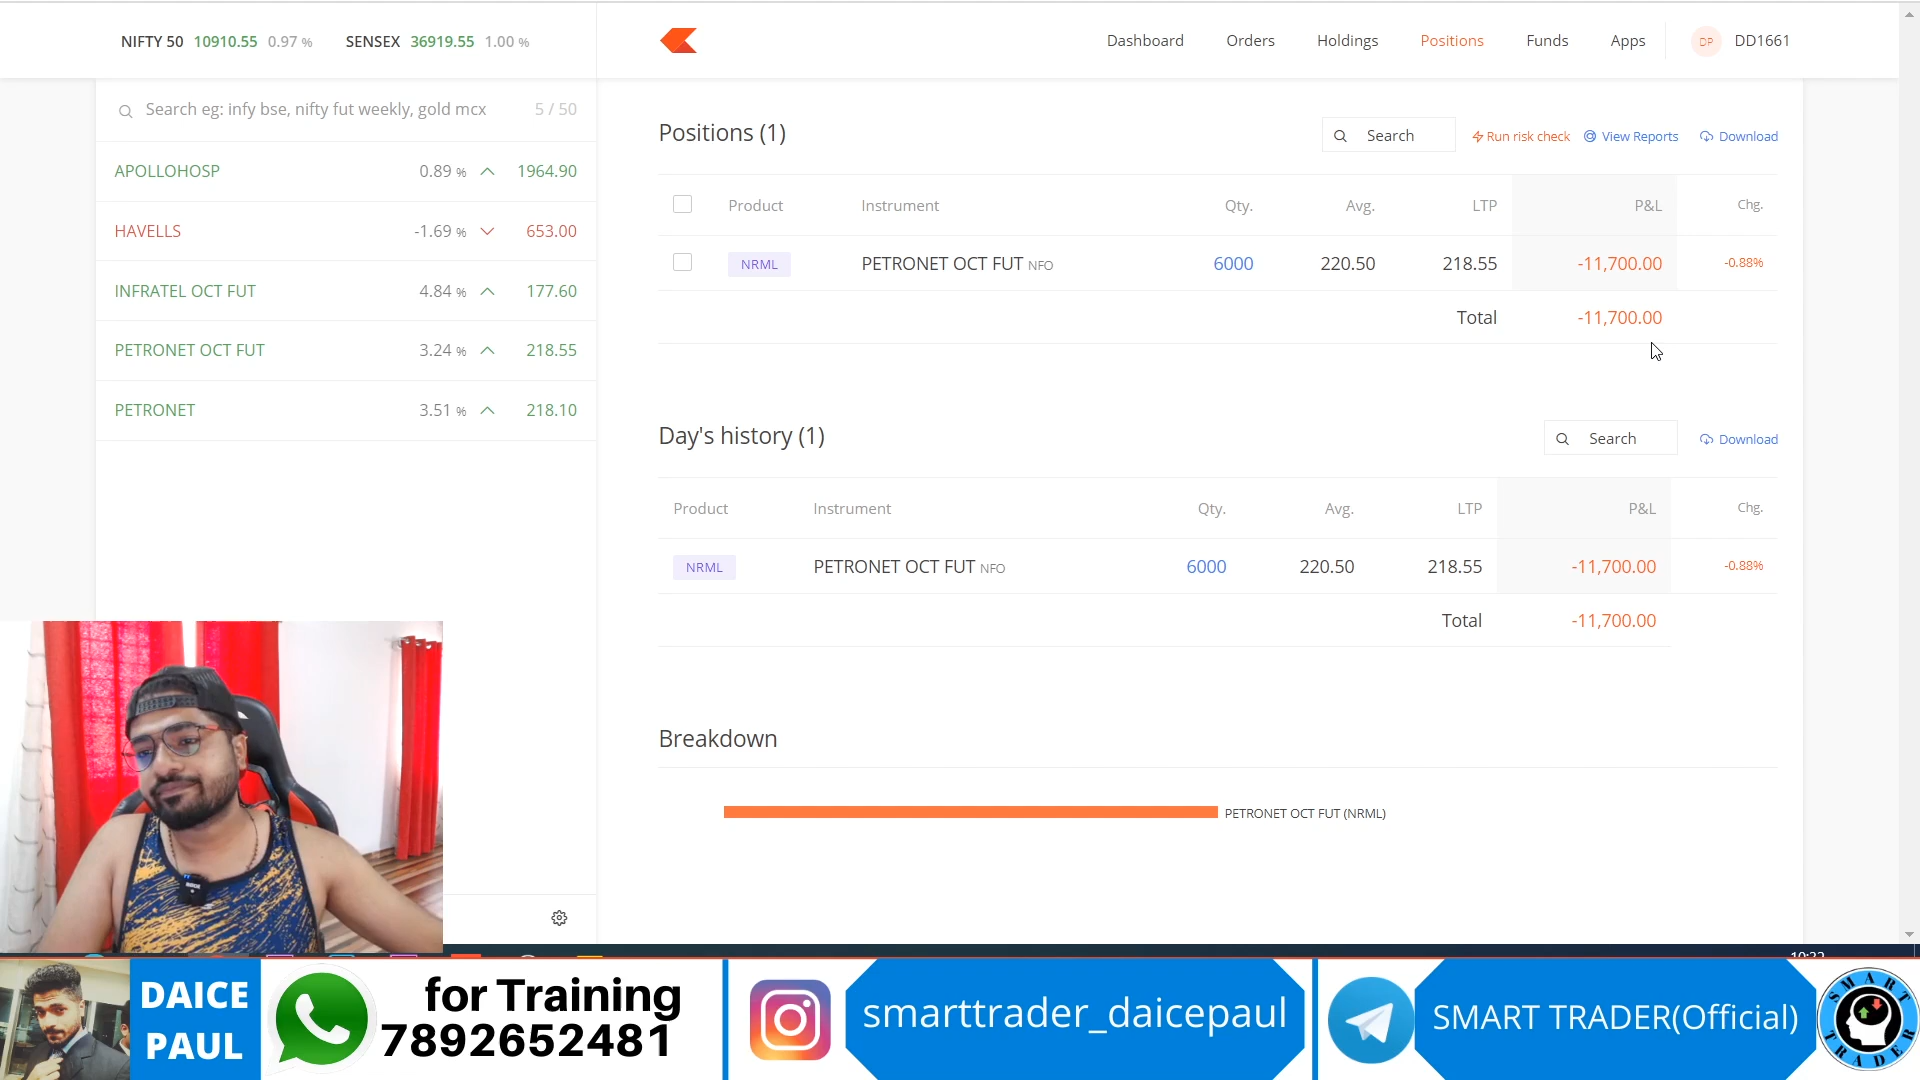 NIFTY 50 10910.55 0.97 % SENSEX 36919.55 1.00 %
Dashboard Orders Holdings Positions Funds Apps DP DD1661
Search eg: infy bse, nifty fut weekly, gold mcx 5 / 50
APOLLOHOSP 0.89 % 1964.90
HAVELLS -1.69 % 653.00
INFRATEL OCT FUT 4.84 % 177.60
PETRONET OCT FUT 3.24 % 218.55
PETRONET 3.51 % 218.10
Positions (1) Search Run risk check View Reports Download
Product Instrument Qty. Avg. LTP P&L Chg.
NRML PETRONET OCT FUT NFO 6000 220.50 218.55 -11,700.00 -0.88%
Total -11,700.00
Day's history (1) Search Download
Product Instrument Qty. Avg. LTP P&L Chg.
NRML PETRONET OCT FUT NFO 6000 220.50 218.55 -11,700.00 -0.88%
Total -11,700.00
Breakdown
PETRONET OCT FUT (NRML)
DAICE
PAUL
for Training
7892652481
smarttrader_daicepaul
SMART TRADER(Official)
SMART
TRADER